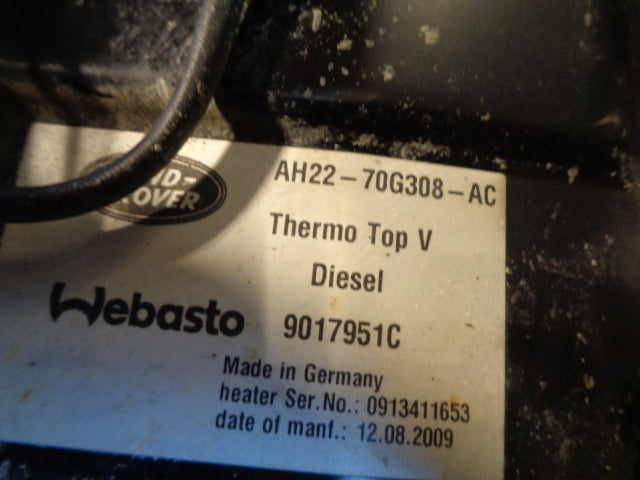 ROVER
AH22-70G308-AC
Thermo Top V
Diesel
Webasto
9017951C
Made in Germany
heater Ser.No.: 0913411653
date of manf.: 12.08.2009